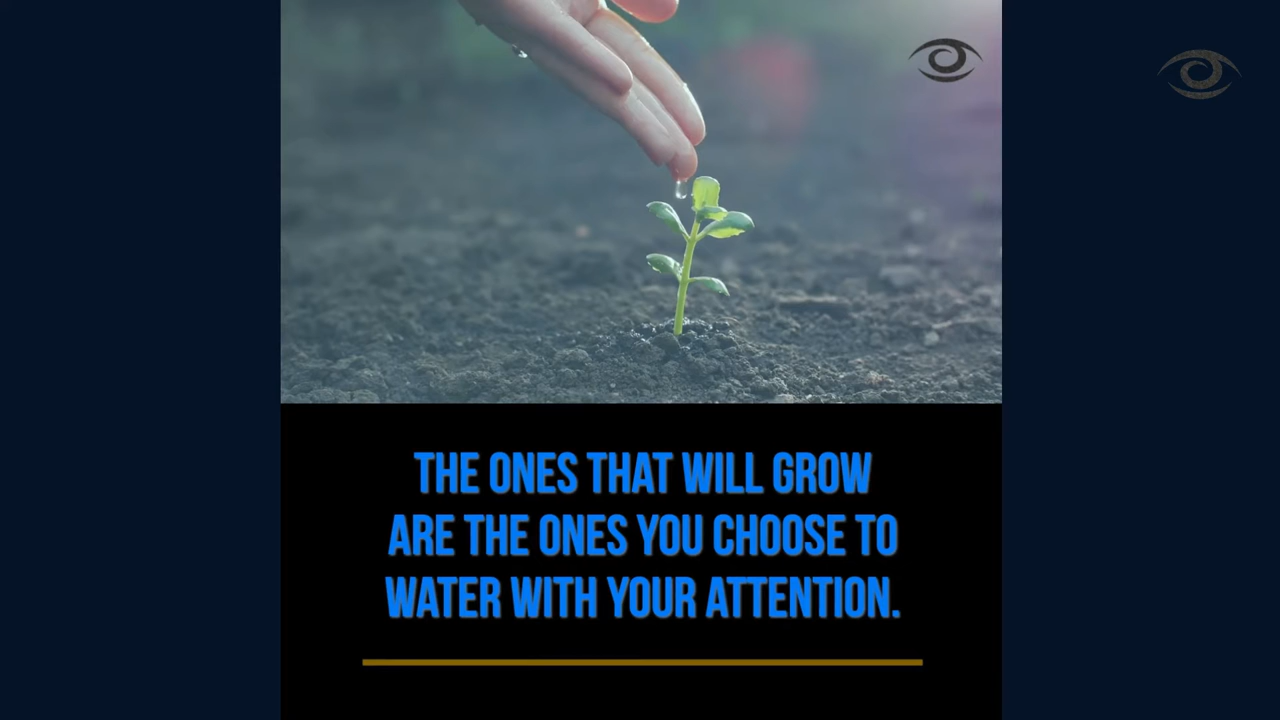 THE ONES THAT WILL GROW
ARE THE ONES YOU CHOOSE TO
WATER WITH YOUR ATTENTION.